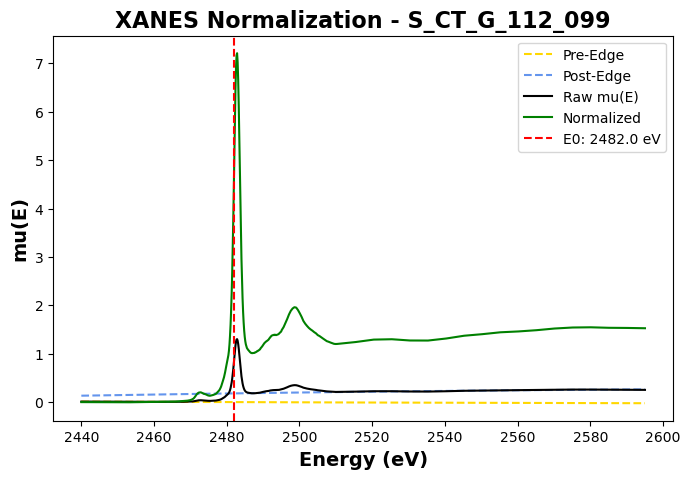 XANES Normalization - S_CT_G_112_099
Pre-Edge
Post-Edge
Raw mu(E)
Normalized
E0: 2482.0 eV
mu(E)
7
6
5
4
3
2
1
0
2440 2460 2480 2500 2520 2540 2560 2580 2600
Energy (eV)